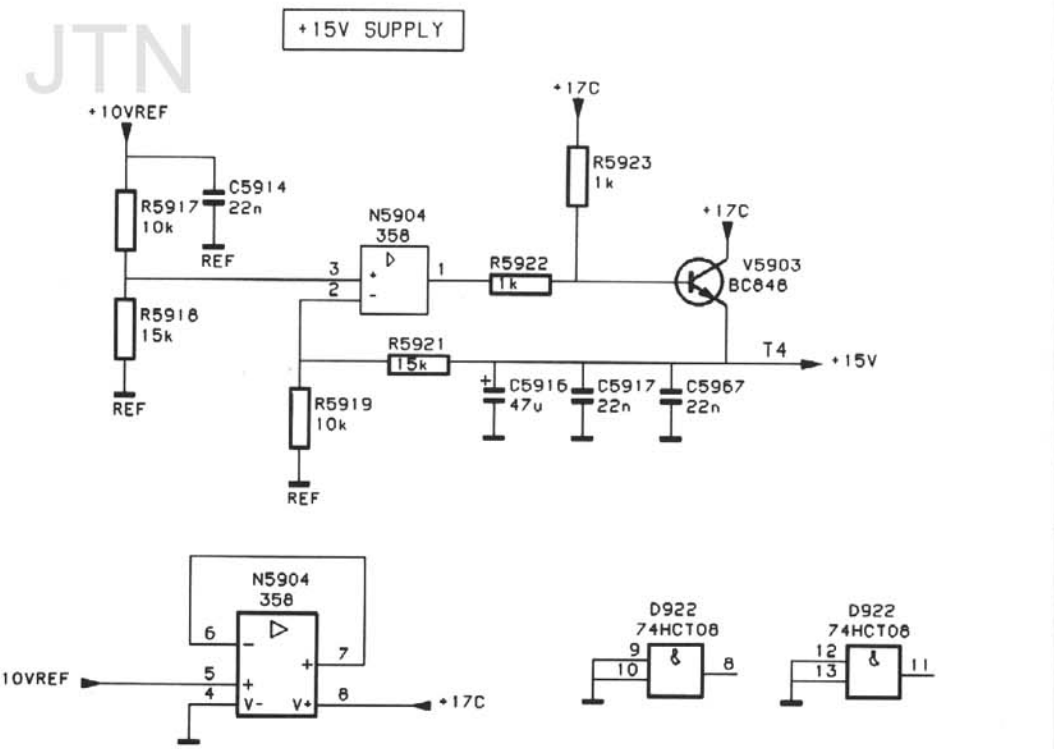 JTN
+15V SUPPLY
+10VREF
+17C
R5923
1k
C5914
22n
R5917
10k
REF
N5904
358
+17C
3
+
1
2
-
R5922
1k
V5903
BC848
R5918
15k
R5921
15k
T4
+15V
REF
R5919
10k
+
C5916
47u
C5917
22n
C5967
22n
REF
N5904
358
6
-
7
+
10VREF
5
+
4
V-
V+
8
+17C
D922
74HCT08
9
10
&
8
D922
74HCT08
12
13
&
11